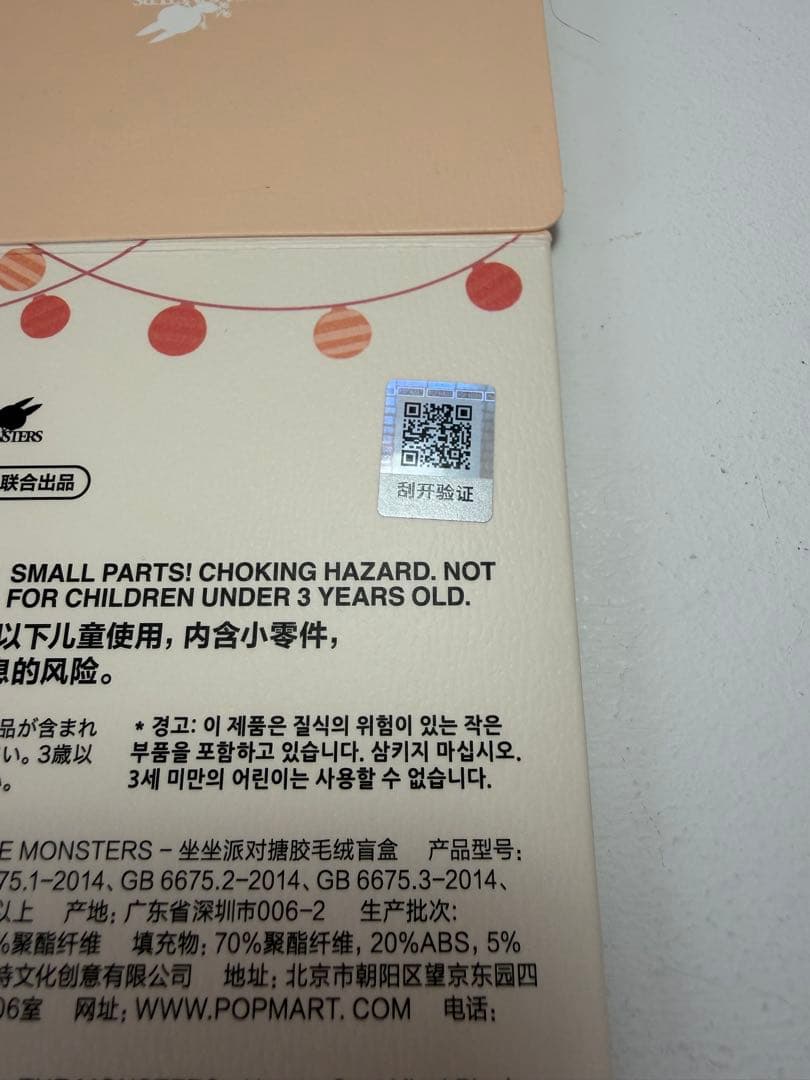 POPMART POPMART POPMART
刮开验证
联合出品
SMALL PARTS! CHOKING HAZARD. NOT
FOR CHILDREN UNDER 3 YEARS OLD.
以下儿童使用，内含小零件，
息的风险。
品が含まれ
い。3歳以
。
* 경고: 이 제품은 질식의 위험이 있는 작은
부품을 포함하고 있습니다. 삼키지 마십시오.
3세 미만의 어린이는 사용할 수 없습니다.
E MONSTERS – 坐坐派对搪胶毛绒盲盒 产品型号：
75.1–2014、GB 6675.2–2014、GB 6675.3–2014、
以上 产地：广东省深圳市006–2 生产批次：
%聚酯纤维 填充物：70%聚酯纤维，20%ABS，5%
特文化创意有限公司 地址：北京市朝阳区望京东园四
06室 网址：WWW.POPMART. COM 电话：